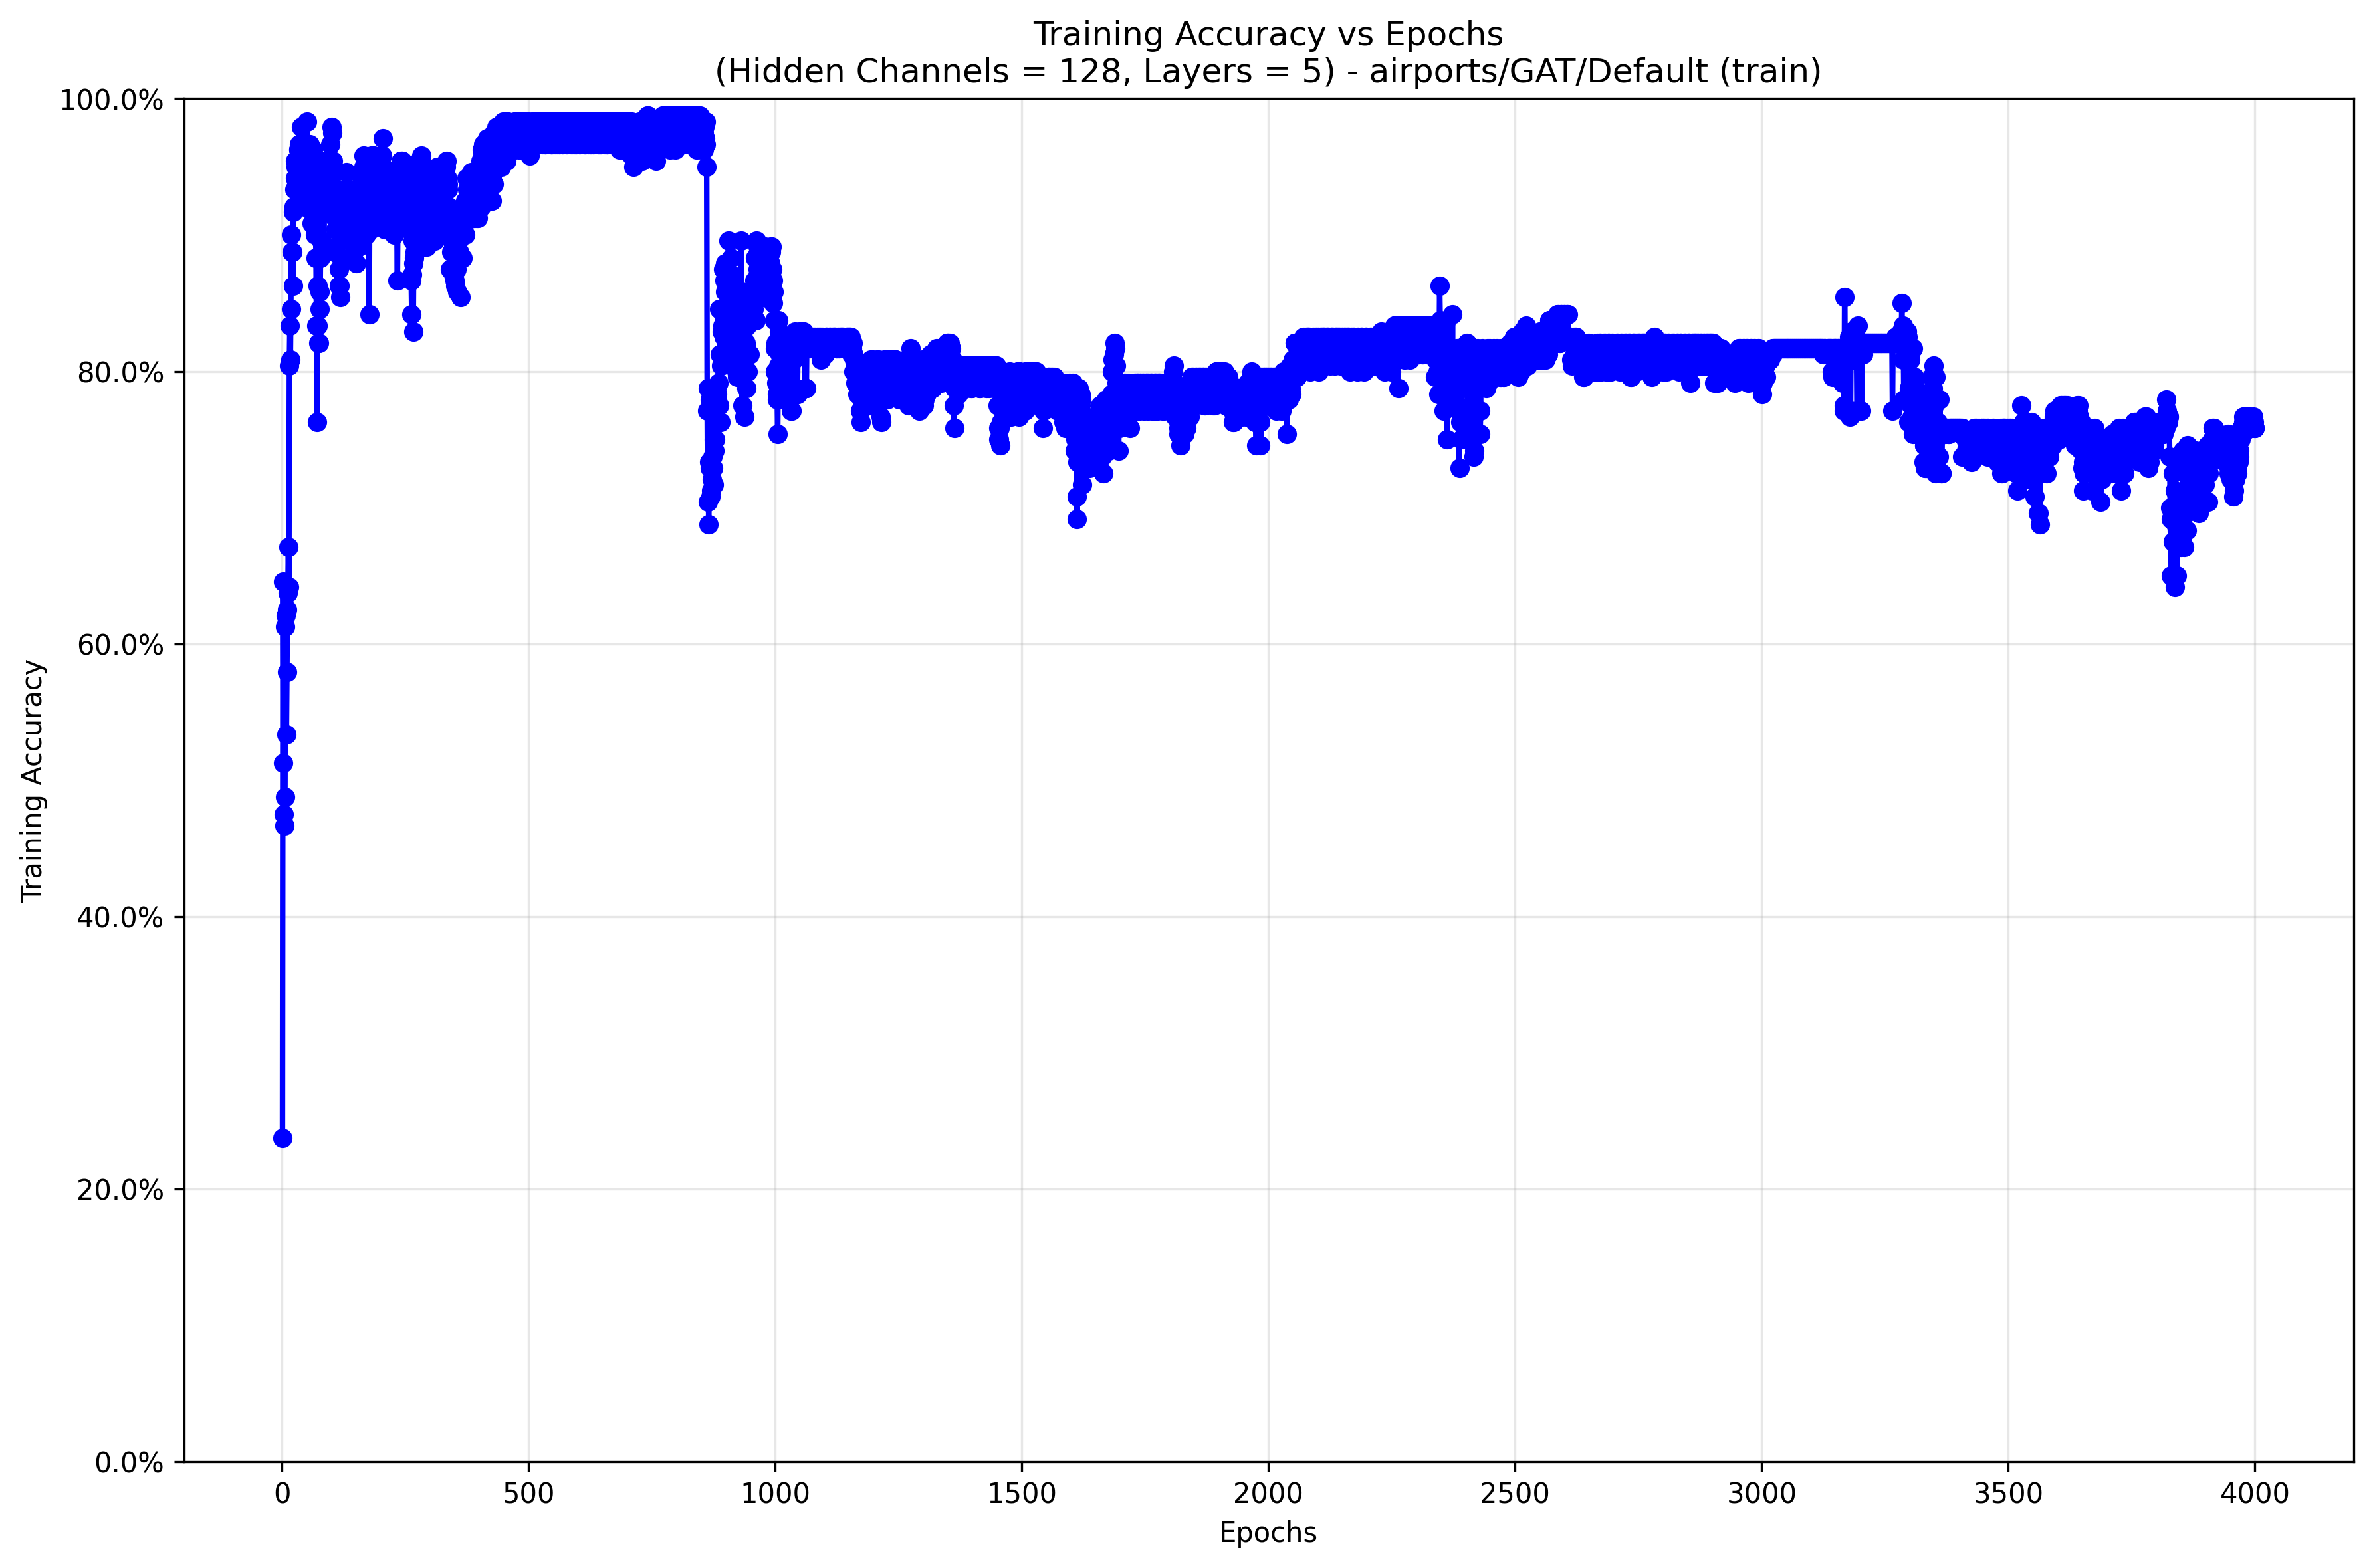 Training Accuracy vs Epochs
(Hidden Channels = 128, Layers = 5) - airports/GAT/Default (train)
100.0%
80.0%
60.0%
40.0%
20.0%
0.0%
Training Accuracy
0 500 1000 1500 2000 2500 3000 3500 4000
Epochs